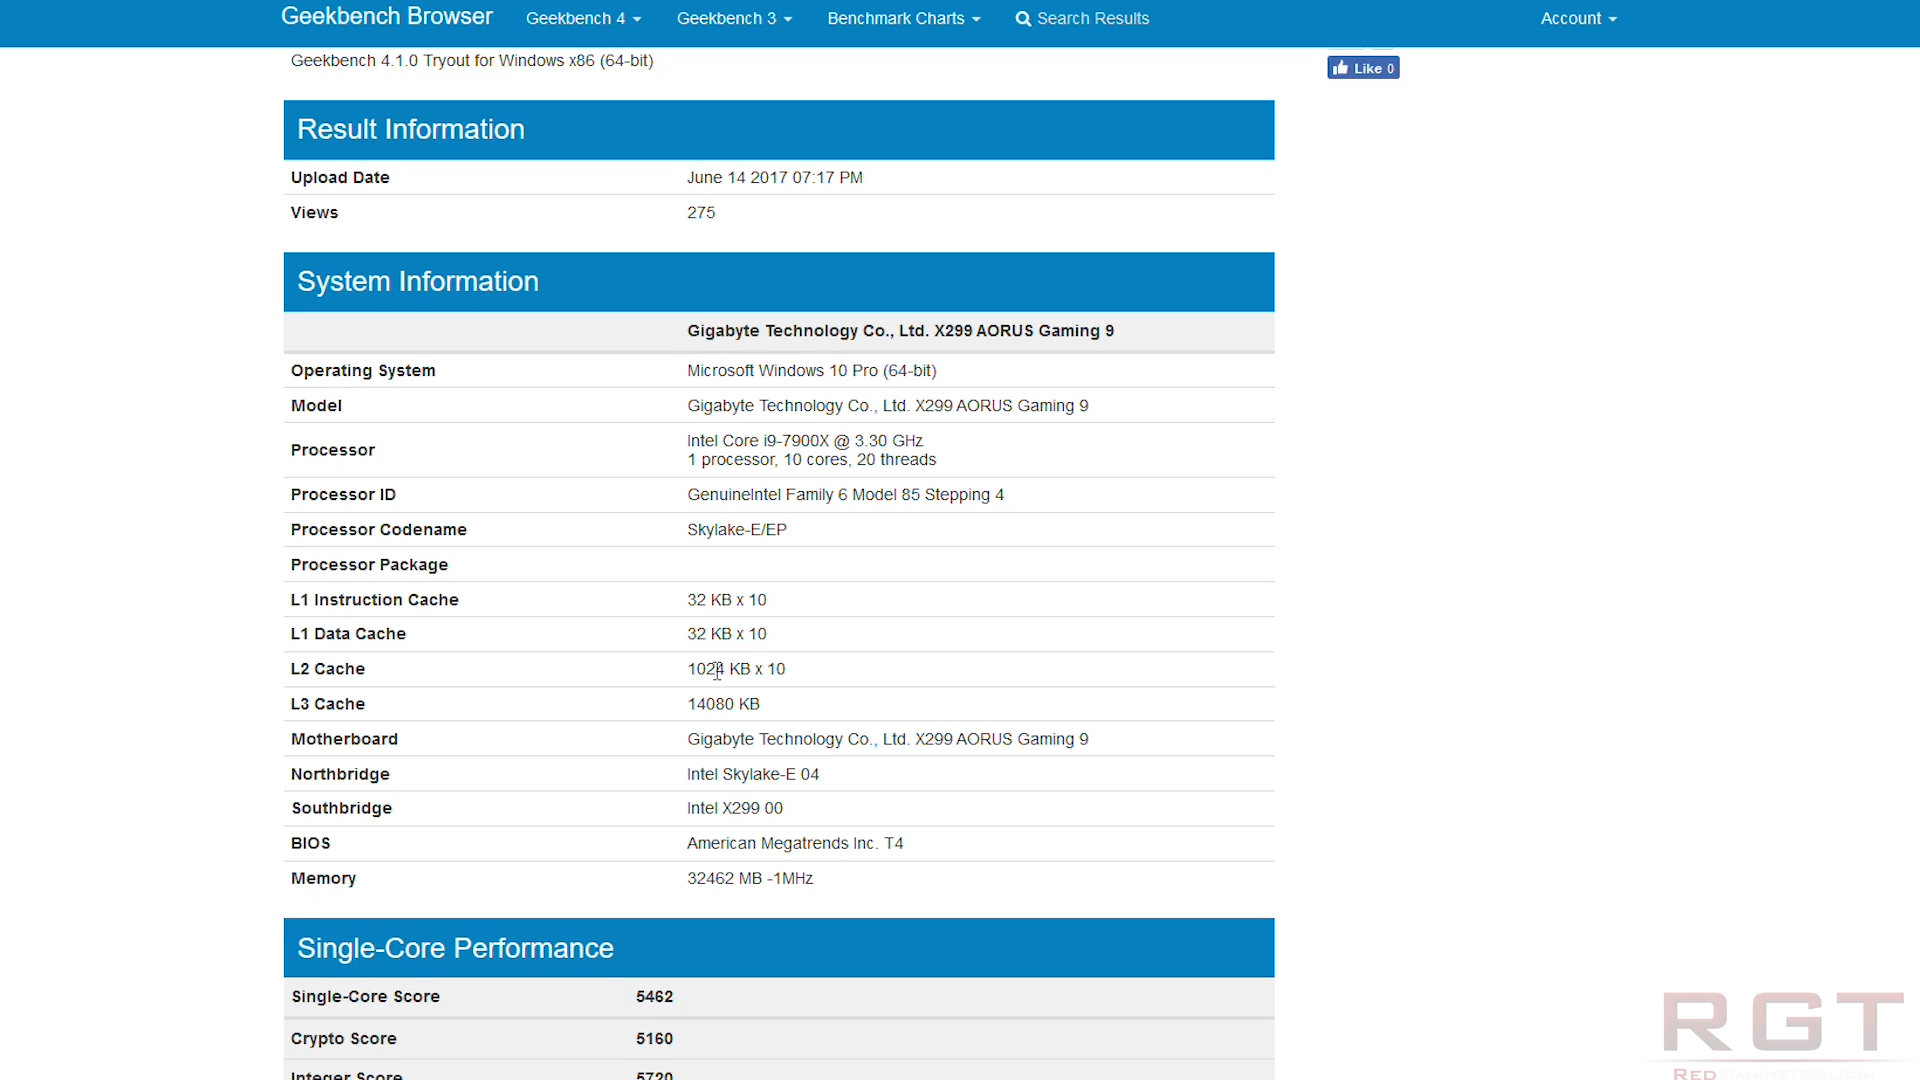 Geekbench Browser Geekbench 4 Geekbench 3 Benchmark Charts Search Results Account
Geekbench 4.1.0 Tryout for Windows x86 (64-bit)
Like 0
Result Information
Upload Date June 14 2017 07:17 PM
Views 275
System Information
Gigabyte Technology Co., Ltd. X299 AORUS Gaming 9
Operating System Microsoft Windows 10 Pro (64-bit)
Model Gigabyte Technology Co., Ltd. X299 AORUS Gaming 9
Processor Intel Core i9-7900X @ 3.30 GHz
1 processor, 10 cores, 20 threads
Processor ID GenuineIntel Family 6 Model 85 Stepping 4
Processor Codename Skylake-E/EP
Processor Package
L1 Instruction Cache 32 KB x 10
L1 Data Cache 32 KB x 10
L2 Cache 1024 KB x 10
L3 Cache 14080 KB
Motherboard Gigabyte Technology Co., Ltd. X299 AORUS Gaming 9
Northbridge Intel Skylake-E 04
Southbridge Intel X299 00
BIOS American Megatrends Inc. T4
Memory 32462 MB -1MHz
Single-Core Performance
Single-Core Score 5462
Crypto Score 5160
Integer Score 5720
RGT
RED GAMINGTECH.COM